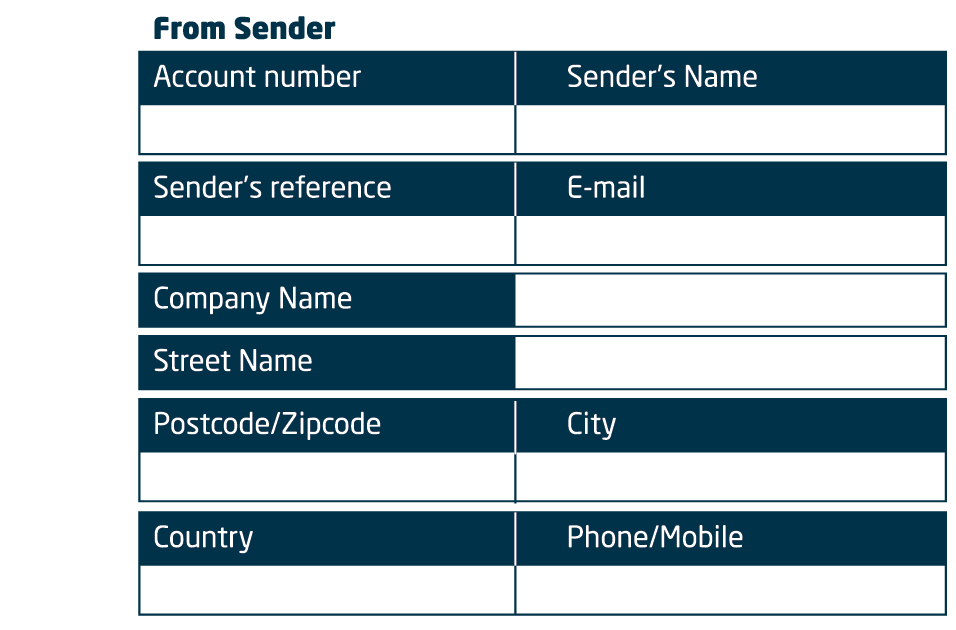 From Sender
Account number
Sender's Name
Sender's reference
E-mail
Company Name
Street Name
Postcode/Zipcode
City
Country
Phone/Mobile